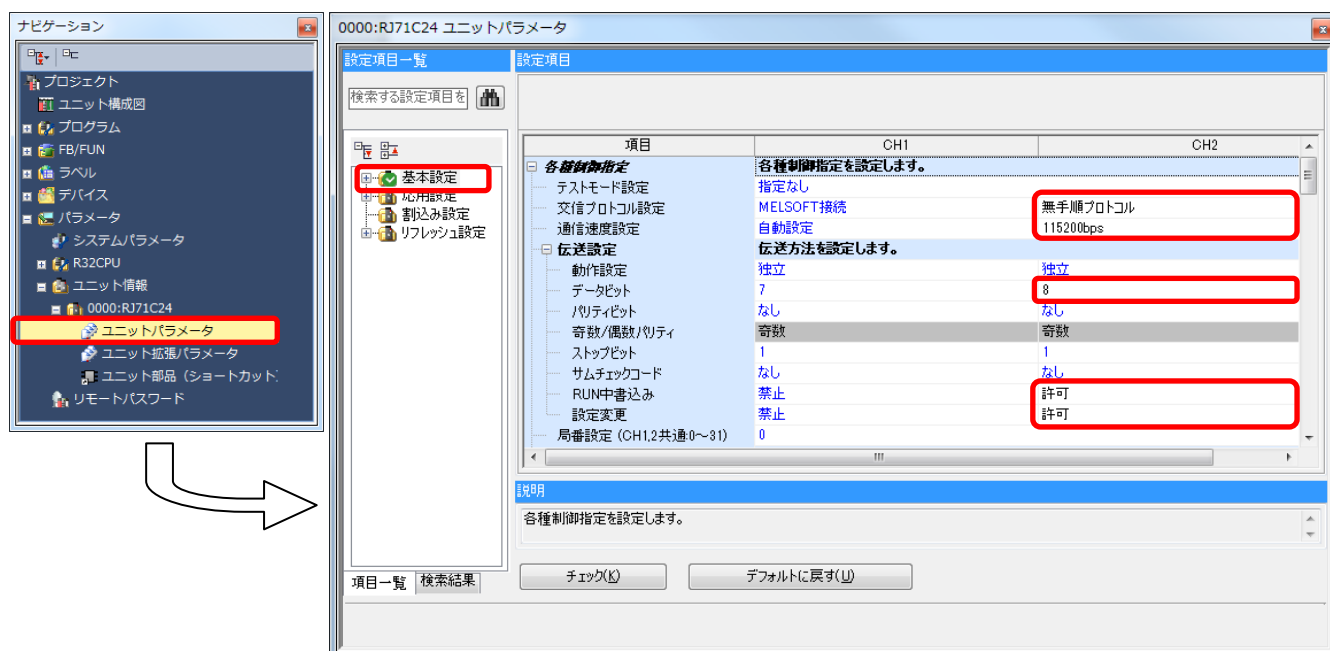 ナビゲーション
プロジェクト
ユニット構成図
プログラム
FB/FUN
ラベル
デバイス
パラメータ
システムパラメータ
R32CPU
ユニット情報
0000:RJ71C24
ユニットパラメータ
ユニット拡張パラメータ
ユニット部品（ショートカット）
リモートパスワード
0000:RJ71C24 ユニットパラメータ
設定項目一覧
検索する設定項目を
基本設定
応用設定
割込み設定
リフレッシュ設定
項目一覧 検索結果
設定項目
項目 CH1 CH2
各種制御指定 各種制御指定を設定します。
テストモード設定 指定なし
交信プロトコル設定 MELSOFT接続 無手順プロトコル
通信速度設定 自動設定 115200bps
伝送設定 伝送方法を設定します。
動作設定 独立 独立
データビット 7 8
パリティビット なし なし
奇数/偶数パリティ 奇数 奇数
ストップビット 1 1
サムチェックコード なし なし
RUN中書込み 禁止 許可
設定変更 禁止 許可
局番設定 (CH1,2共通:0～31) 0
説明
各種制御指定を設定します。
チェック(K) デフォルトに戻す(U)